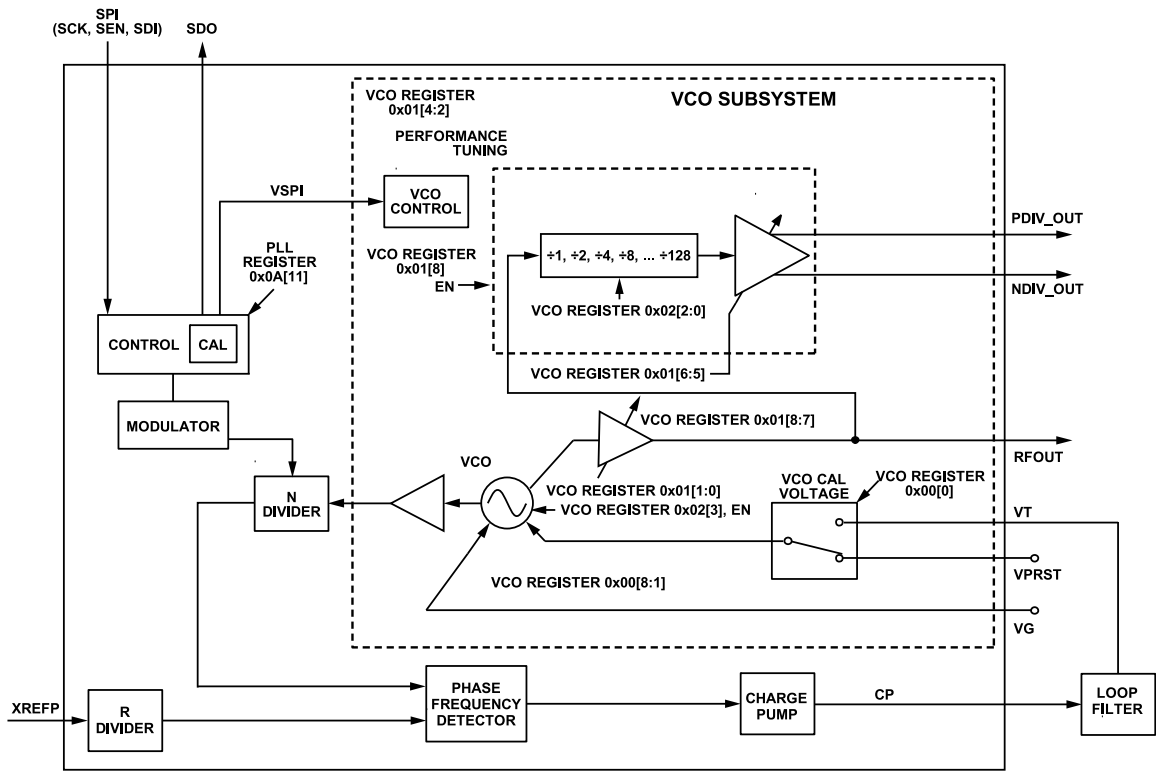 SPI
(SCK, SEN, SDI)
SDO
VCO REGISTER
0x01[4:2]
VCO SUBSYSTEM
PERFORMANCE
TUNING
VSPI
VCO
CONTROL
PLL
REGISTER
0x0A[11]
VCO REGISTER
0x01[8]
EN
÷1, ÷2, ÷4, ÷8, ... ÷128
VCO REGISTER 0x02[2:0]
PDIV_OUT
NDIV_OUT
CONTROL
CAL
VCO REGISTER 0x01[6:5]
MODULATOR
VCO REGISTER 0x01[8:7]
RFOUT
VCO
N
DIVIDER
VCO REGISTER 0x01[1:0]
VCO REGISTER 0x02[3], EN
VCO CAL
VOLTAGE
VCO REGISTER
0x00[0]
VT
VPRST
VCO REGISTER 0x00[8:1]
VG
XREFP
R
DIVIDER
PHASE
FREQUENCY
DETECTOR
CHARGE
PUMP
CP
LOOP
FILTER